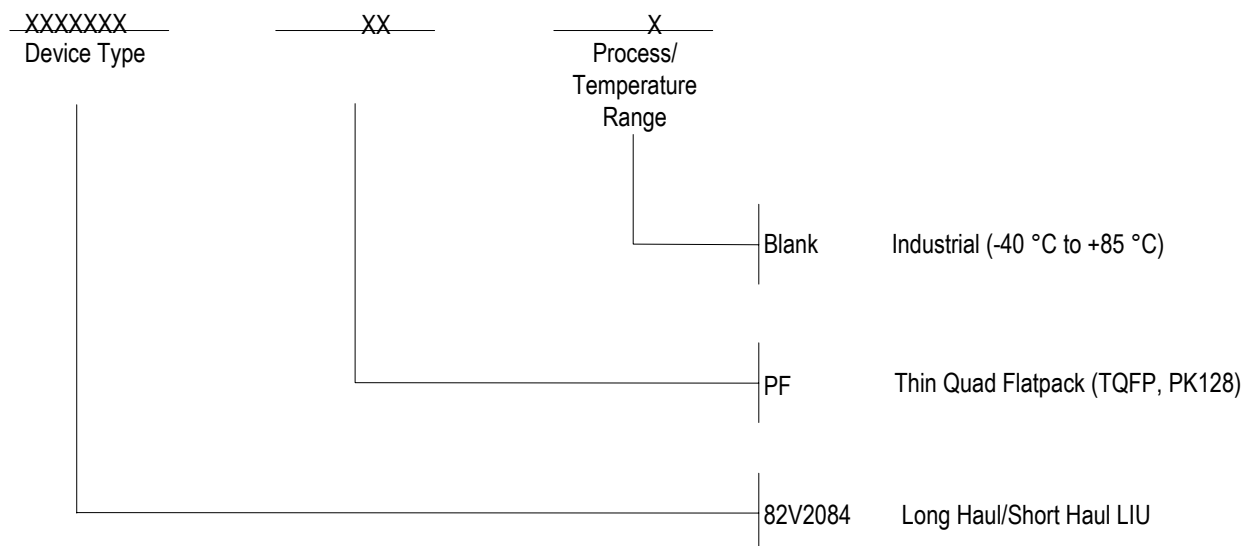 XXXXXXX XX X
Device Type
Process/
Temperature
Range
Blank Industrial (-40 °C to +85 °C)
PF Thin Quad Flatpack (TQFP, PK128)
82V2084 Long Haul/Short Haul LIU